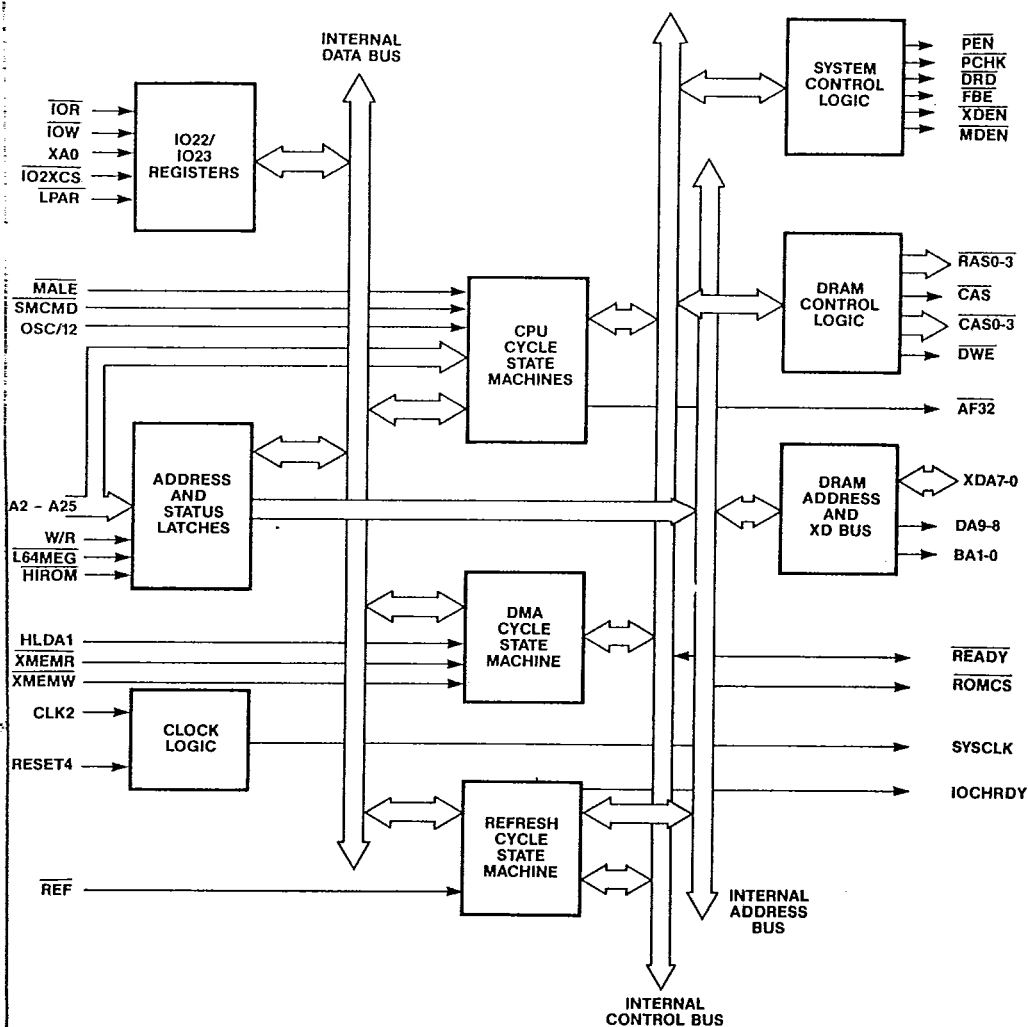 INTERNAL
DATA BUS
IOR
IOW
XA0
IO2XCS
LPAR
IO22/
IO23
REGISTERS
SYSTEM
CONTROL
LOGIC
PEN
PCHK
DRD
FBE
XDEN
MDEN
MALE
SMCMD
OSC/12
CPU
CYCLE
STATE
MACHINES
DRAM
CONTROL
LOGIC
RAS0-3
CAS
CAS0-3
DWE
AF32
A2 - A25
W/R
L64MEG
HIROM
ADDRESS
AND
STATUS
LATCHES
DRAM
ADDRESS
AND
XD BUS
XDA7-0
DA9-8
BA1-0
HLDA1
XMEMR
XMEMW
DMA
CYCLE
STATE
MACHINE
READY
ROMCS
CLK2
RESET4
CLOCK
LOGIC
SYSCLK
IOCHRDY
REF
REFRESH
CYCLE
STATE
MACHINE
INTERNAL
ADDRESS
BUS
INTERNAL
CONTROL BUS